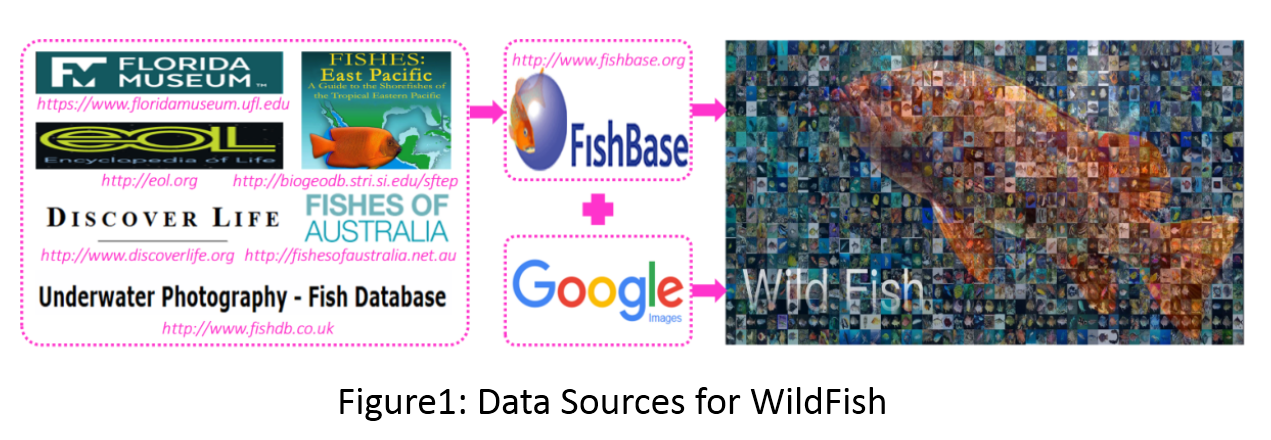 FLORIDA
MUSEUM™
https://www.floridamuseum.ufl.edu
eoL
Encyclopedia of Life
http://eol.org
FISHES:
East Pacific
A Guide to the Shorefishes of
the Tropical Eastern Pacific
http://biogeodb.stri.si.edu/sftep
DISCOVER LIFE
http://www.discoverlife.org
FISHES OF
AUSTRALIA
http://fishesofaustralia.net.au
Underwater Photography - Fish Database
http://www.fishdb.co.uk
http://www.fishbase.org
FishBase
Google
Images
Wild Fish
Figure1: Data Sources for WildFish